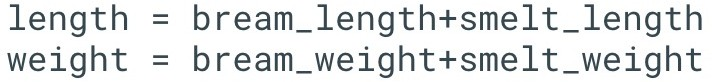 length = bream_length+smelt_length
weight = bream_weight+smelt_weight